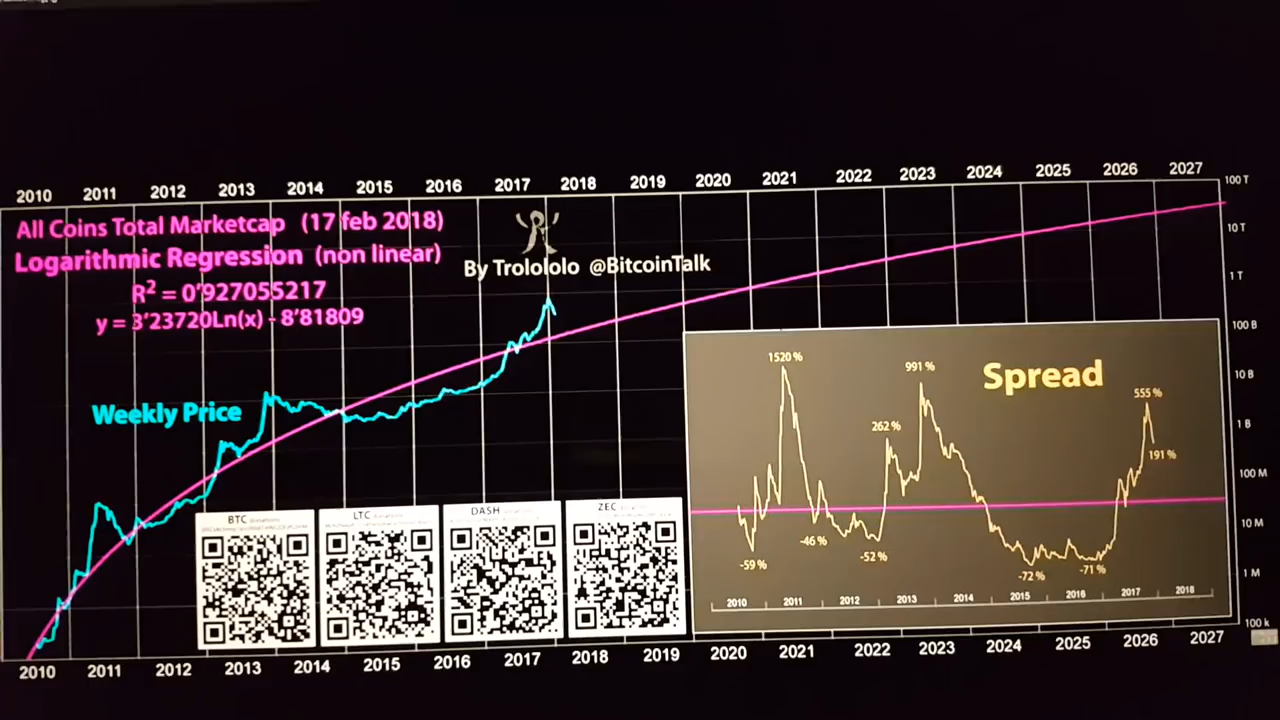 2010 2011 2012 2013 2014 2015 2016 2017 2018 2019 2020 2021 2022 2023 2024 2025 2026 2027
All Coins Total Marketcap (17 feb 2018)
Logarithmic Regression (non linear)
R² = 0'927055217
y = 3'23720Ln(x) - 8'81809
By Trolololo @BitcoinTalk
Weekly Price
100 T
10 T
1 T
100 B
10 B
1 B
100 M
10 M
1 M
100 k
Spread
1520 %
991 %
555 %
262 %
191 %
-59 %
-46 %
-52 %
-72 %
-71 %
2010 2011 2012 2013 2014 2015 2016 2017 2018
BTC donations
LTC donations
DASH
ZEC
2010 2011 2012 2013 2014 2015 2016 2017 2018 2019 2020 2021 2022 2023 2024 2025 2026 2027